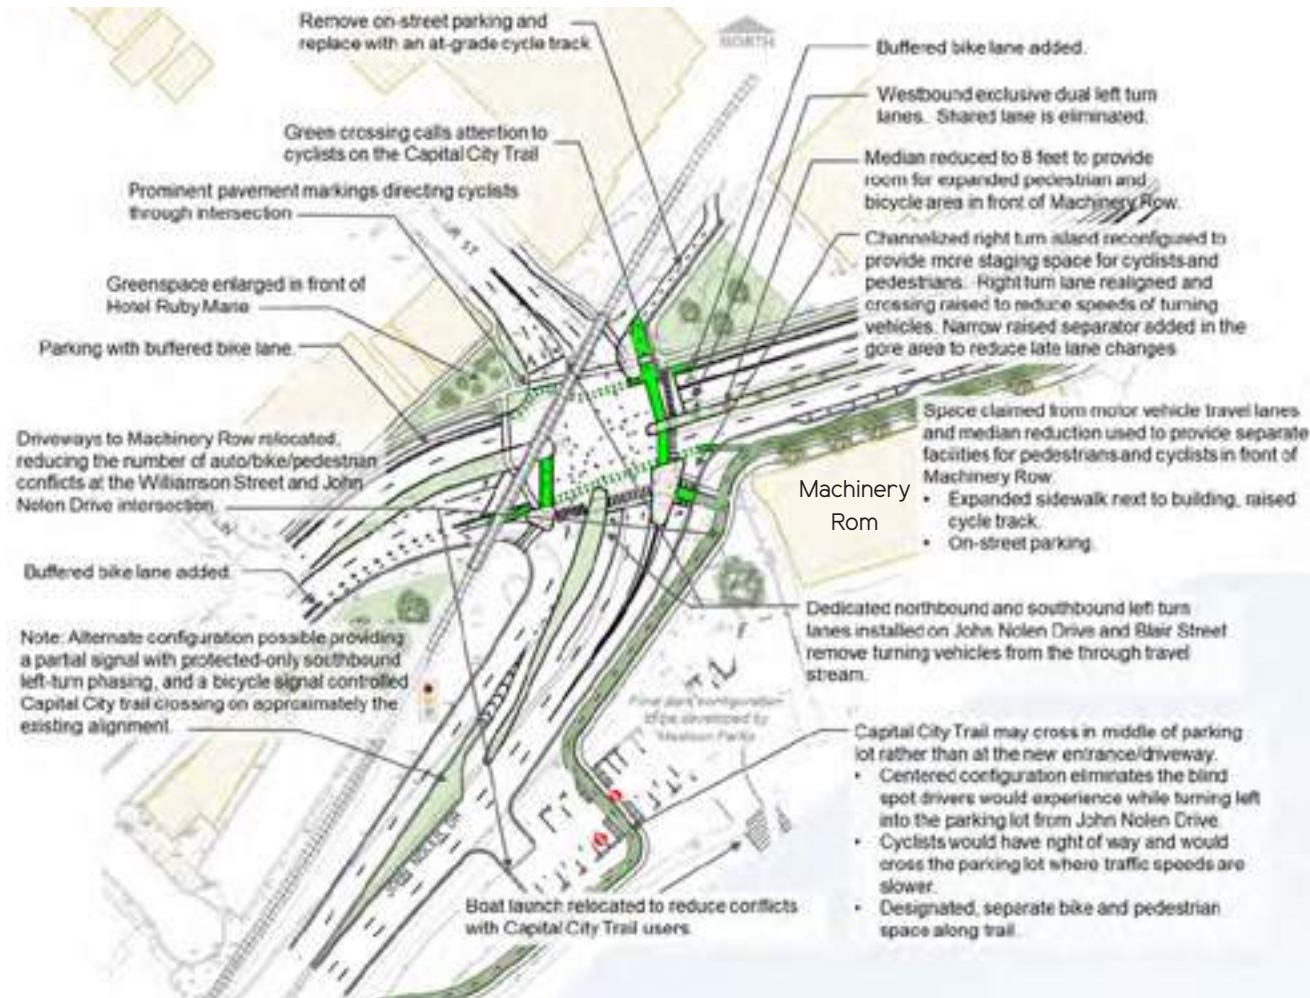 Remove on-street parking and
replace with an at-grade cycle track
NORTH
Buffered bike lane added.
Westbound exclusive dual left turn
lanes. Shared lane is eliminated.
Green crossing calls attention to
cyclists on the Capital City Trail
Median reduced to 8 feet to provide
room for expanded pedestrian and
bicycle area in front of Machinery Row.
Prominent pavement markings directing cyclists
through intersection
Channelized right turn island reconfigured to
provide more staging space for cyclists and
pedestrians. Right turn lane realigned and
crossing raised to reduce speeds of turning
vehicles. Narrow raised separator added in the
gore area to reduce late lane changes
Greenspace enlarged in front of
Hotel Ruby Marie
Parking with buffered bike lane.
Space claimed from motor vehicle travel lanes
and median reduction used to provide separate
facilities for pedestrians and cyclists in front of
Machinery Row.
• Expanded sidewalk next to building, raised
cycle track.
• On-street parking.
Driveways to Machinery Row relocated,
reducing the number of auto/bike/pedestrian
conflicts at the Williamson Street and John
Nolen Drive intersection.
Machinery
Rom
Buffered bike lane added.
Dedicated northbound and southbound left turn
lanes installed on John Nolen Drive and Blair Street
remove turning vehicles from the through travel
stream.
Note: Alternate configuration possible providing
a partial signal with protected-only southbound
left-turn phasing, and a bicycle signal controlled
Capital City trail crossing on approximately the
existing alignment.
Final park configuration
to be developed by
Madison Parks
Capital City Trail may cross in middle of parking
lot rather than at the new entrance/driveway.
• Centered configuration eliminates the blind
spot drivers would experience while turning left
into the parking lot from John Nolen Drive.
• Cyclists would have right of way and would
cross the parking lot where traffic speeds are
slower.
• Designated, separate bike and pedestrian
space along trail.
JOHN NOLEN DR
Boat launch relocated to reduce conflicts
with Capital City Trail users.